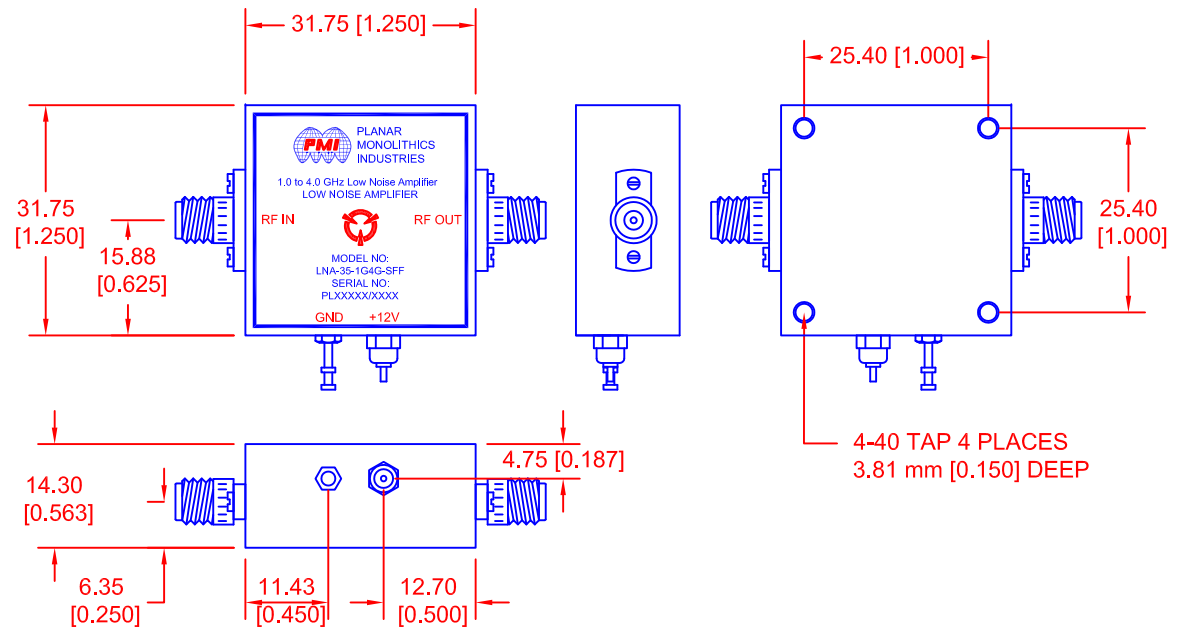 31.75 [1.250]
31.75
[1.250]
15.88
[0.625]
PMI
PLANAR
MONOLITHICS
INDUSTRIES
1.0 to 4.0 GHz Low Noise Amplifier
LOW NOISE AMPLIFIER
RF IN
RF OUT
MODEL NO:
LNA-35-1G4G-SFF
SERIAL NO:
PLXXXXX/XXXX
GND +12V
25.40 [1.000]
25.40
[1.000]
4-40 TAP 4 PLACES
3.81 mm [0.150] DEEP
14.30
[0.563]
6.35
[0.250]
11.43
[0.450]
12.70
[0.500]
4.75 [0.187]